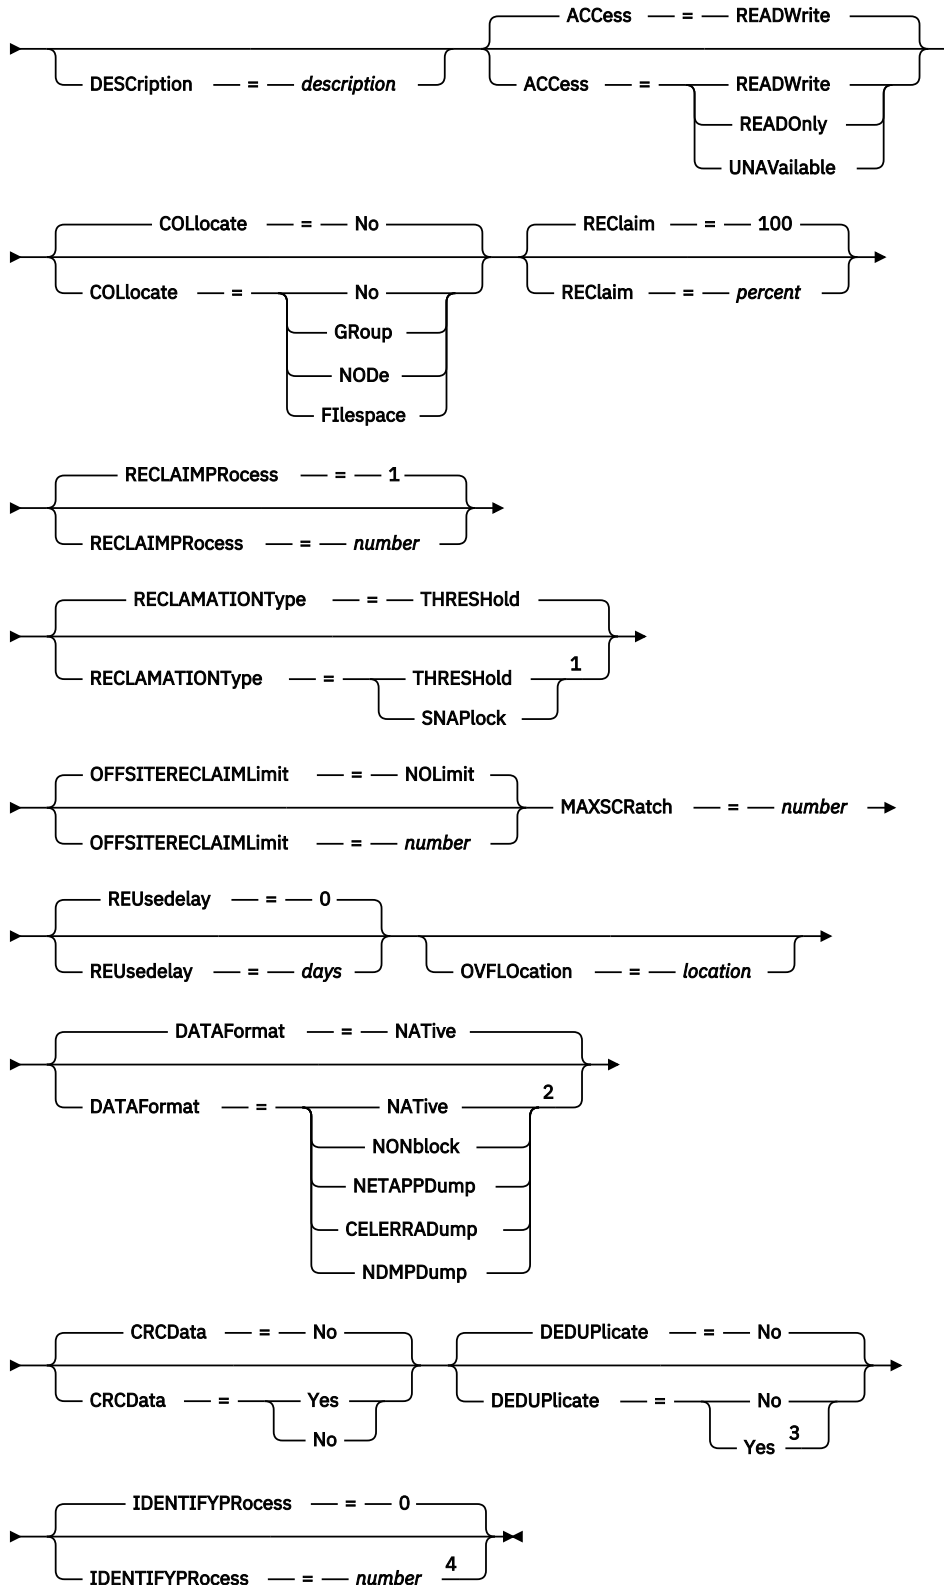 ACCess = READWrite
DESCription = description ACCess = READWrite
READOnly
UNAVailable
COLlocate = No REClaim = 100
COLlocate = No REClaim = percent
GRoup
NODe
FIlespace
RECLAIMPRocess = 1
RECLAIMPRocess = number
RECLAMATIONType = THRESHold
1
RECLAMATIONType = THRESHold
SNAPlock
OFFSITERECLAIMLimit = NOLimit
MAXSCRatch = number
OFFSITERECLAIMLimit = number
REUsedelay = 0
REUsedelay = days OVFLOcation = location
DATAFormat = NATive
2
DATAFormat = NATive
NONblock
NETAPPDump
CELERRADump
NDMPDump
CRCData = No DEDUPlicate = No
CRCData = Yes DEDUPlicate = No
No
Yes 3
IDENTIFYPRocess = 0
IDENTIFYPRocess = number 4